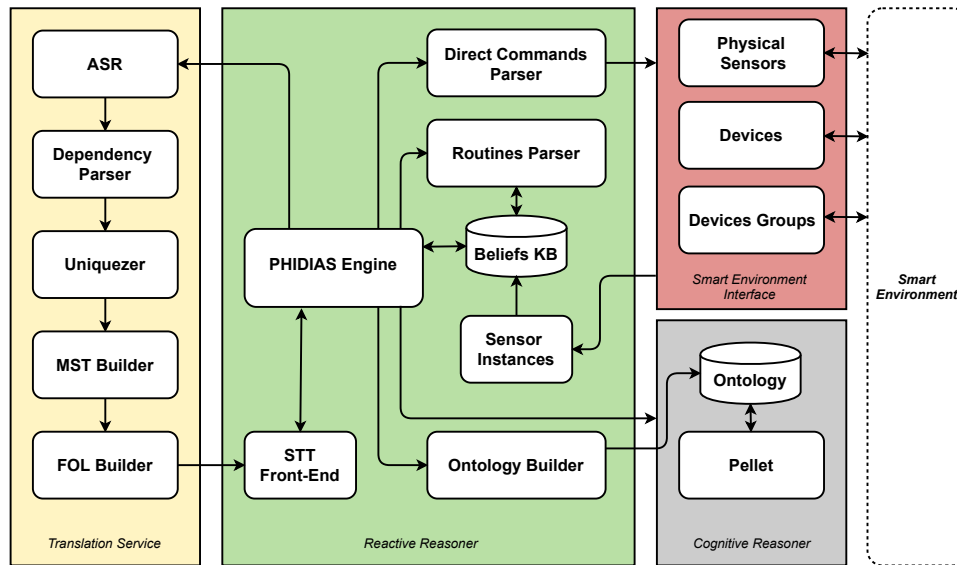 ASR
Dependency
Parser
Uniquezer
MST Builder
FOL Builder
Translation Service
Direct Commands
Parser
Routines Parser
PHIDIAS Engine
Beliefs KB
Sensor
Instances
STT
Front-End
Ontology Builder
Reactive Reasoner
Physical
Sensors
Devices
Devices Groups
Smart Environment
Interface
Ontology
Pellet
Cognitive Reasoner
Smart
Environment